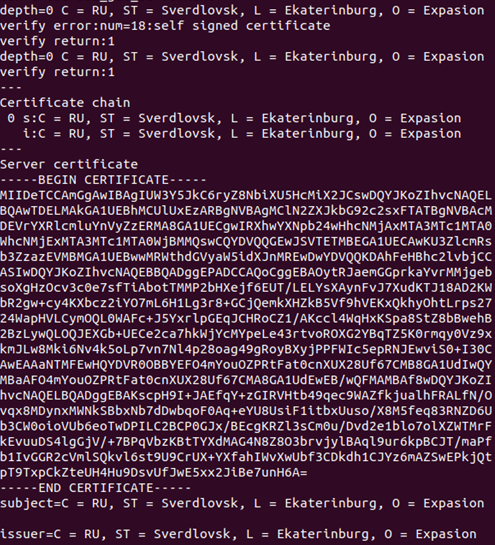 depth=0 C = RU, ST = Sverdlovsk, L = Ekaterinburg, O = Expasion
verify error:num=18:self signed certificate
verify return:1
depth=0 C = RU, ST = Sverdlovsk, L = Ekaterinburg, O = Expasion
verify return:1
---
Certificate chain
 0 s:C = RU, ST = Sverdlovsk, L = Ekaterinburg, O = Expasion
   i:C = RU, ST = Sverdlovsk, L = Ekaterinburg, O = Expasion
---
Server certificate
-----BEGIN CERTIFICATE-----
MIIDeTCCAmGgAwIBAgIUW3Y5JkC6ryZ8NbiXU5HcMiX2JCswDQYJKoZIhvcNAQEL
BQAwTDELMAkGA1UEBhMCUlUxEzARBgNVBAgMClN2ZXJkbG92c2sxFTATBgNVBAcM
DEVrYXRlcmluYnVyZzERMA8GA1UECgwIRXhwYXNpb24wHhcNMjAxMTA3MTc1MTA0
WhcNMjExMTA3MTc1MTA0WjBMMQswCQYDVQQGEwJSVTETMBEGA1UECAwKU3ZlcmRs
b3ZzazEVMBMGA1UEBwwMRWthdGVyaW5idXJnMREwDwYDVQQKDAhFeHBhc2lvbjCC
ASIwDQYJKoZIhvcNAQEBBQADggEPADCCAQoCggEBAOytRJaemGGprkaYvrMMjgeb
soXgHzOcv3c0e7sfTiAbotTMMP2bHXejf6EUT/LELYsXAynFvJ7XudKTJ18AD2KW
bR2gw+cy4KXbcz2iYO7mL6H1Lg3r8+GCjQemkXHZkB5Vf9hVEKxQkhyOhtLrps27
24WapHVLCymOQL0WAFc+J5YxrlpGEqJCHRoCZ1/AKccl4WqHxKSpa8StZ8bBwehB
2BzLywQLOQJEXGb+UECe2ca7hkWjYcMYpeLe43rtvoROXG2YBqTZ5K0rmqy0Vz9x
kmJLw8Mki6Nv4k5oLp7vn7Nl4p28oag49gRoyBXyjPPFWIcSepRNJEwviS0+I30C
AwEAAaNTMFEwHQYDVR0OBBYEFO4mYouOZPRtFat0cnXUX28Uf67CMB8GA1UdIwQY
MBaAFO4mYouOZPRtFat0cnXUX28Uf67CMA8GA1UdEwEB/wQFMAMBAf8wDQYJKoZI
hvcNAQELBQADggEBAKscpH9I+JAEfqY+zGIRVHtb49qec9WAZfkjualhFRALfN/O
vqx8MDynxMWNkSBbxNb7dDwbqoF0Aq+eYU8UsiF1itbxUuso/X8M5feq83RNZD6U
b3CW0oioVUb6eoTwDPILC2BCP0GJx/BEcgKRZl3sCm0u/Dvd2e1blo7olXZWTMrF
kEvuuDS4lgGjV/+7BPqVbzKBtTYXdMAG4N8Z8O3brvjylBAql9ur6kpBCJT/maPf
b1IvGGR2cVmlSQkvl6st9U9CrUX+YXfahIWvXwUbf3CDkdh1CJYz6mAZSwEPkjQt
pT9TxpCkZteUH4Hu9DsvUfJwE5xx2JiBe7unH6A=
-----END CERTIFICATE-----
subject=C = RU, ST = Sverdlovsk, L = Ekaterinburg, O = Expasion
issuer=C = RU, ST = Sverdlovsk, L = Ekaterinburg, O = Expasion